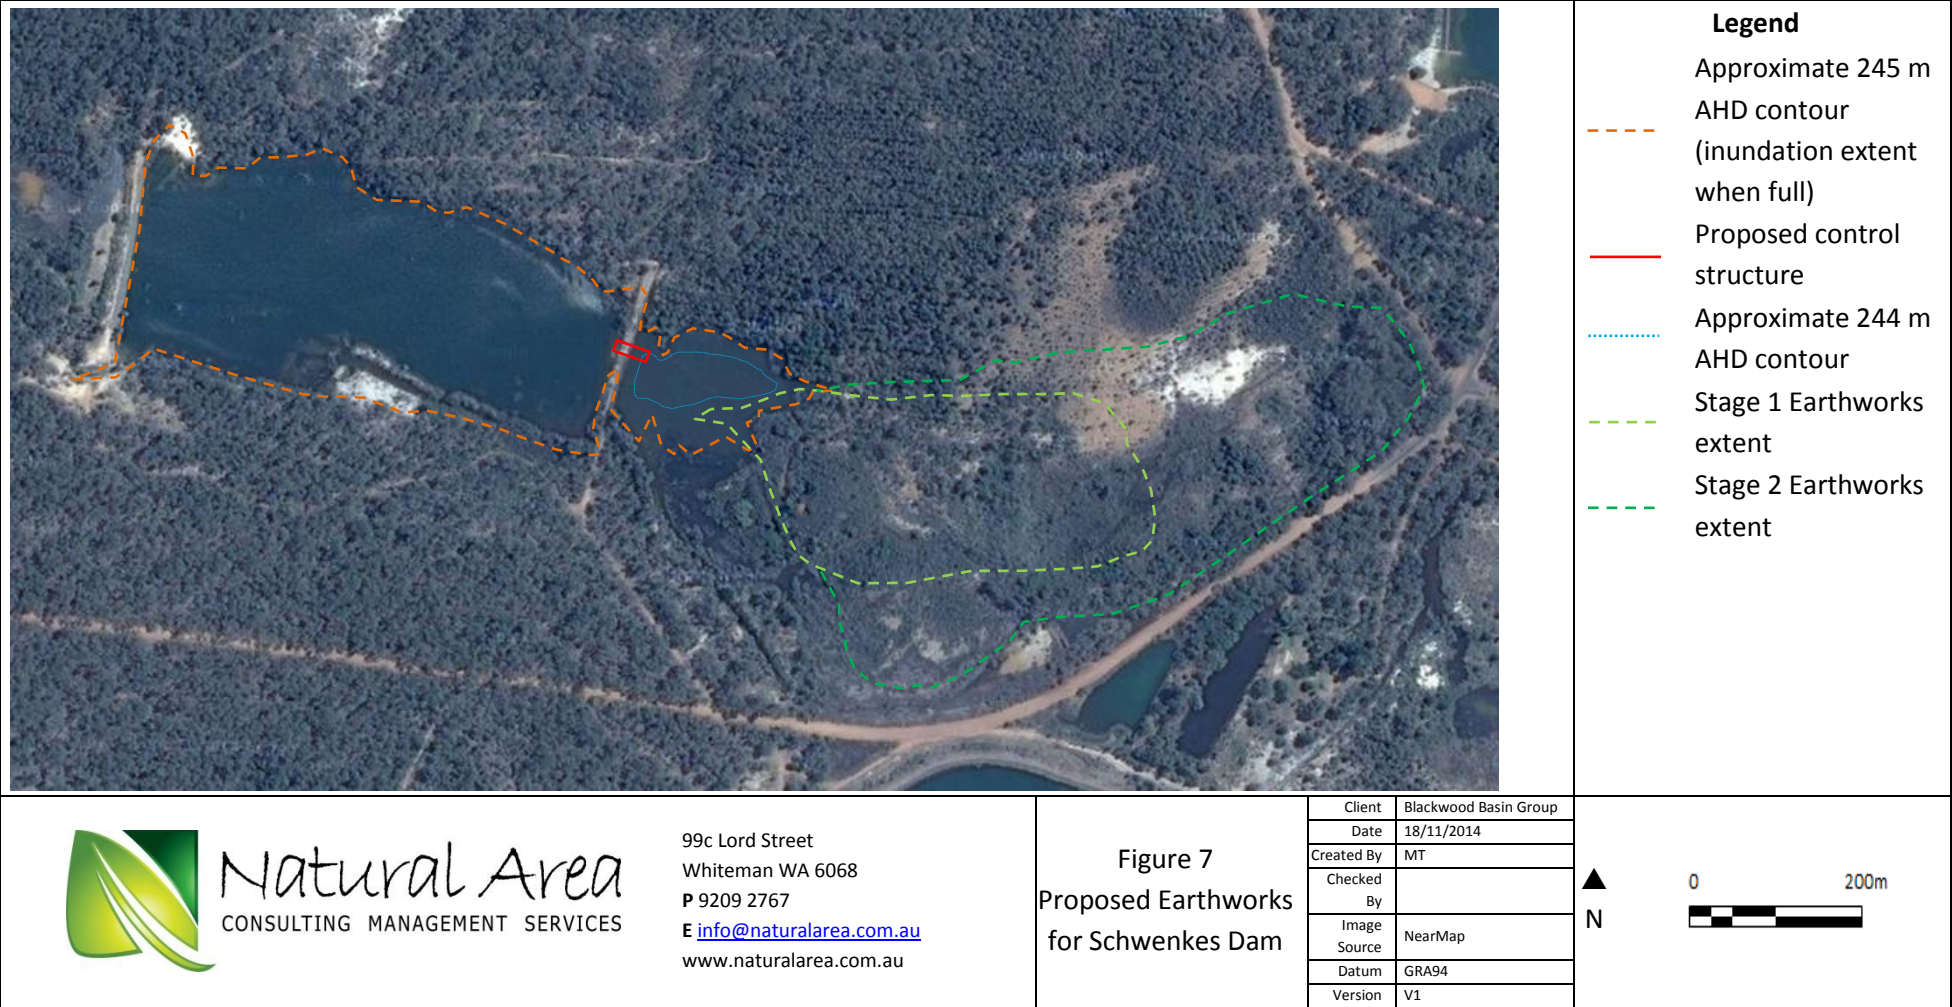 Legend
Approximate 245 m
AHD contour
(inundation extent
when full)
Proposed control
structure
Approximate 244 m
AHD contour
Stage 1 Earthworks
extent
Stage 2 Earthworks
extent
Natural Area
CONSULTING MANAGEMENT SERVICES
99c Lord Street
Whiteman WA 6068
P 9209 2767
E info@naturalarea.com.au
www.naturalarea.com.au
Figure 7
Proposed Earthworks
for Schwenkes Dam
Client Blackwood Basin Group
Date 18/11/2014
Created By MT
Checked
By
Image
Source NearMap
Datum GRA94
Version V1
N
0 200m